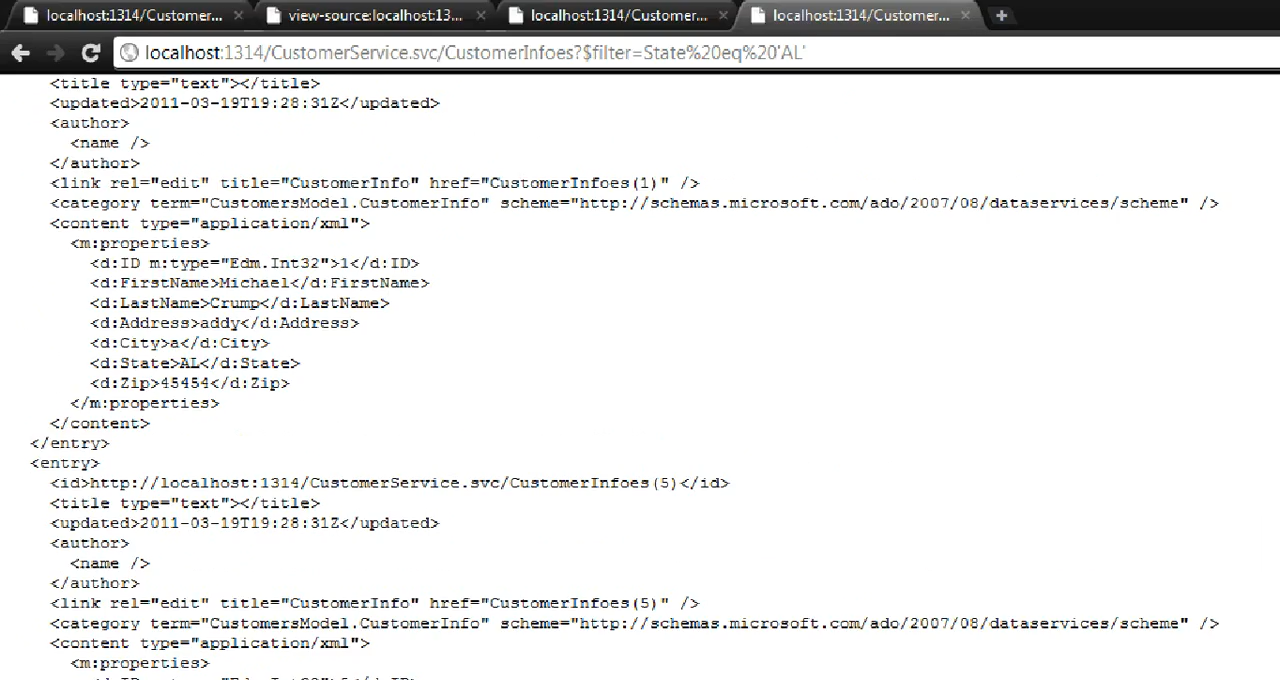 localhost:1314/Customer... view-source:localhost:13... localhost:1314/Customer... localhost:1314/Customer...
localhost:1314/CustomerService.svc/CustomerInfoes?$filter=State%20eq%20'AL'
<title type="text"></title>
<updated>2011-03-19T19:28:31Z</updated>
<author>
<name />
</author>
<link rel="edit" title="CustomerInfo" href="CustomerInfoes(1)" />
<category term="CustomersModel.CustomerInfo" scheme="http://schemas.microsoft.com/ado/2007/08/dataservices/scheme" />
<content type="application/xml">
<m:properties>
<d:ID m:type="Edm.Int32">1</d:ID>
<d:FirstName>Michael</d:FirstName>
<d:LastName>Crump</d:LastName>
<d:Address>addy</d:Address>
<d:City>a</d:City>
<d:State>AL</d:State>
<d:Zip>45454</d:Zip>
</m:properties>
</content>
</entry>
<entry>
<id>http://localhost:1314/CustomerService.svc/CustomerInfoes(5)</id>
<title type="text"></title>
<updated>2011-03-19T19:28:31Z</updated>
<author>
<name />
</author>
<link rel="edit" title="CustomerInfo" href="CustomerInfoes(5)" />
<category term="CustomersModel.CustomerInfo" scheme="http://schemas.microsoft.com/ado/2007/08/dataservices/scheme" />
<content type="application/xml">
<m:properties>